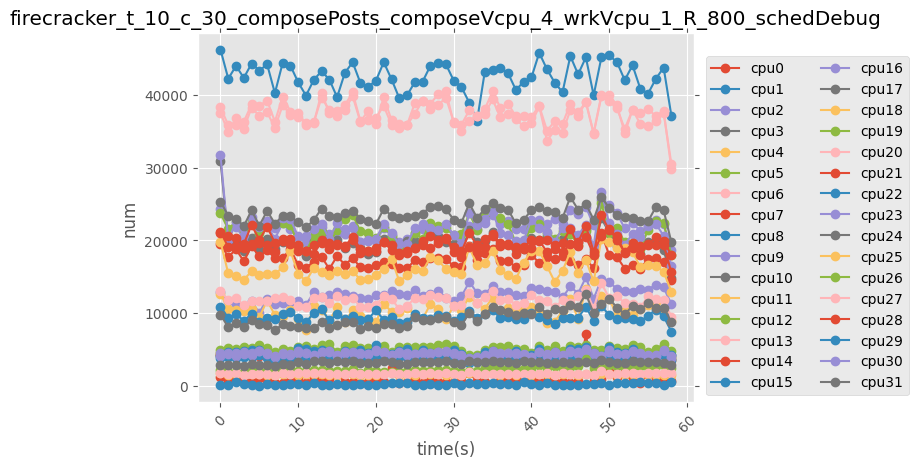 firecracker_t_10_c_30_composePosts_composeVcpu_4_wrkVcpu_1_R_800_schedDebug
num
40000
30000
20000
10000
0
0
10
20
30
40
50
60
time(s)
cpu0
cpu1
cpu2
cpu3
cpu4
cpu5
cpu6
cpu7
cpu8
cpu9
cpu10
cpu11
cpu12
cpu13
cpu14
cpu15
cpu16
cpu17
cpu18
cpu19
cpu20
cpu21
cpu22
cpu23
cpu24
cpu25
cpu26
cpu27
cpu28
cpu29
cpu30
cpu31